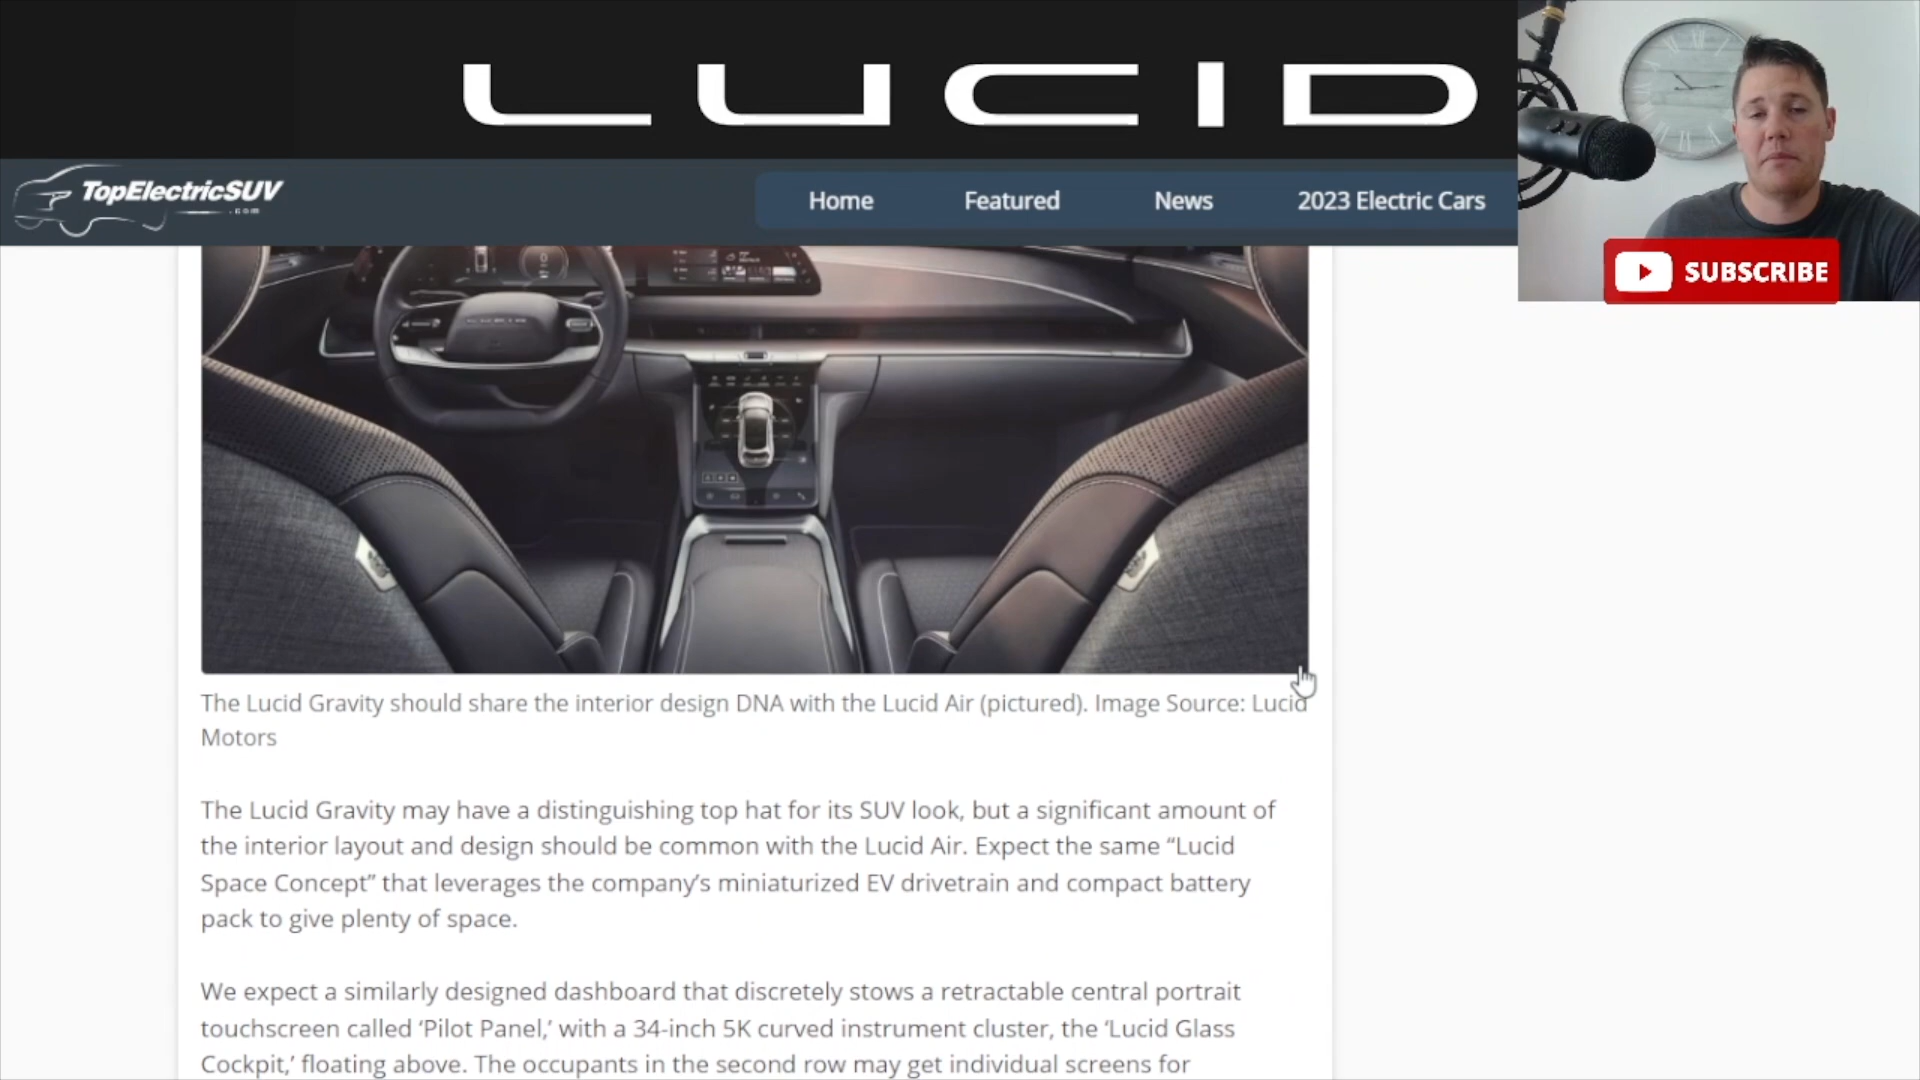 LUCID
TopElectricSUV
.com
Home
Featured
News
2023 Electric Cars
SUBSCRIBE
The Lucid Gravity should share the interior design DNA with the Lucid Air (pictured). Image Source: Lucid
Motors
The Lucid Gravity may have a distinguishing top hat for its SUV look, but a significant amount of
the interior layout and design should be common with the Lucid Air. Expect the same “Lucid
Space Concept” that leverages the company’s miniaturized EV drivetrain and compact battery
pack to give plenty of space.
We expect a similarly designed dashboard that discretely stows a retractable central portrait
touchscreen called ‘Pilot Panel,’ with a 34-inch 5K curved instrument cluster, the ‘Lucid Glass
Cockpit,’ floating above. The occupants in the second row may get individual screens for